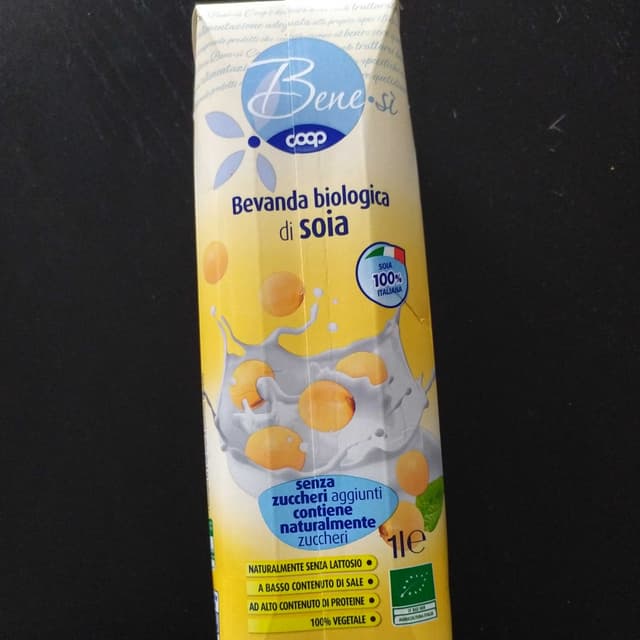 Bene.sì
coop
Bevanda biologica
di soia
SOIA
100%
ITALIANA
senza
zuccheri aggiunti
contiene
naturalmente
zuccheri
1l℮
NATURALMENTE SENZA LATTOSIO
A BASSO CONTENUTO DI SALE
AD ALTO CONTENUTO DI PROTEINE
100% VEGETALE